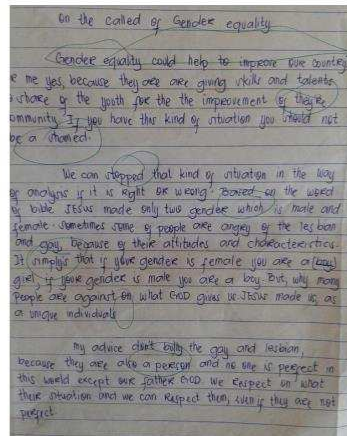 On the called of Gender equality
Gender equality could help to improve our country
me yes, because they are are giving skills and talents
share of the youth for the the improvement of they're
ommunity. If you have this kind of situation you should not
be a shamed.
We can stopped that kind of situation in the way
of analysis if it is right or wrong. Based on the word
of bible Jesus made only two gender which is male and
female. Sometimes some of people are angry of the lesbian
and gay, because of their attitudes and characteristics.
It simply's that if your gender is female you are a (boy)
girl, if your gender is male you are a boy. But, why many
people are against on what GOD gives us JESUS made us, as
a unique individuals
my advice don't bully the gay and lesbian,
because they are also a person and no one is perfect in
this world except our father GOD. We Respect on what
their situation and we can Respect them, even if they are not
perfect